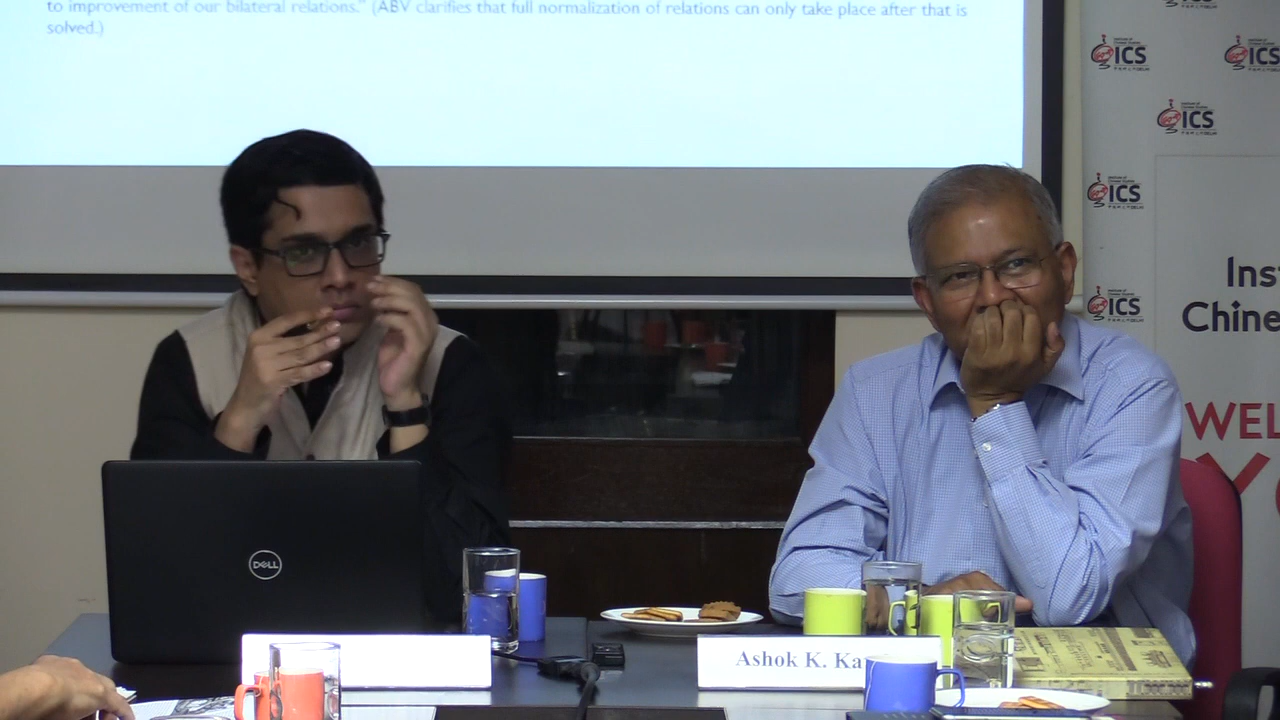 to improvement of our bilateral relations." (ABV clarifies that full normalization of relations can only take place after that is
solved.)
ICS
ICS
ICS
ICS
ICS
Inst
Chine
WEL
DELL
Ashok K. Ka